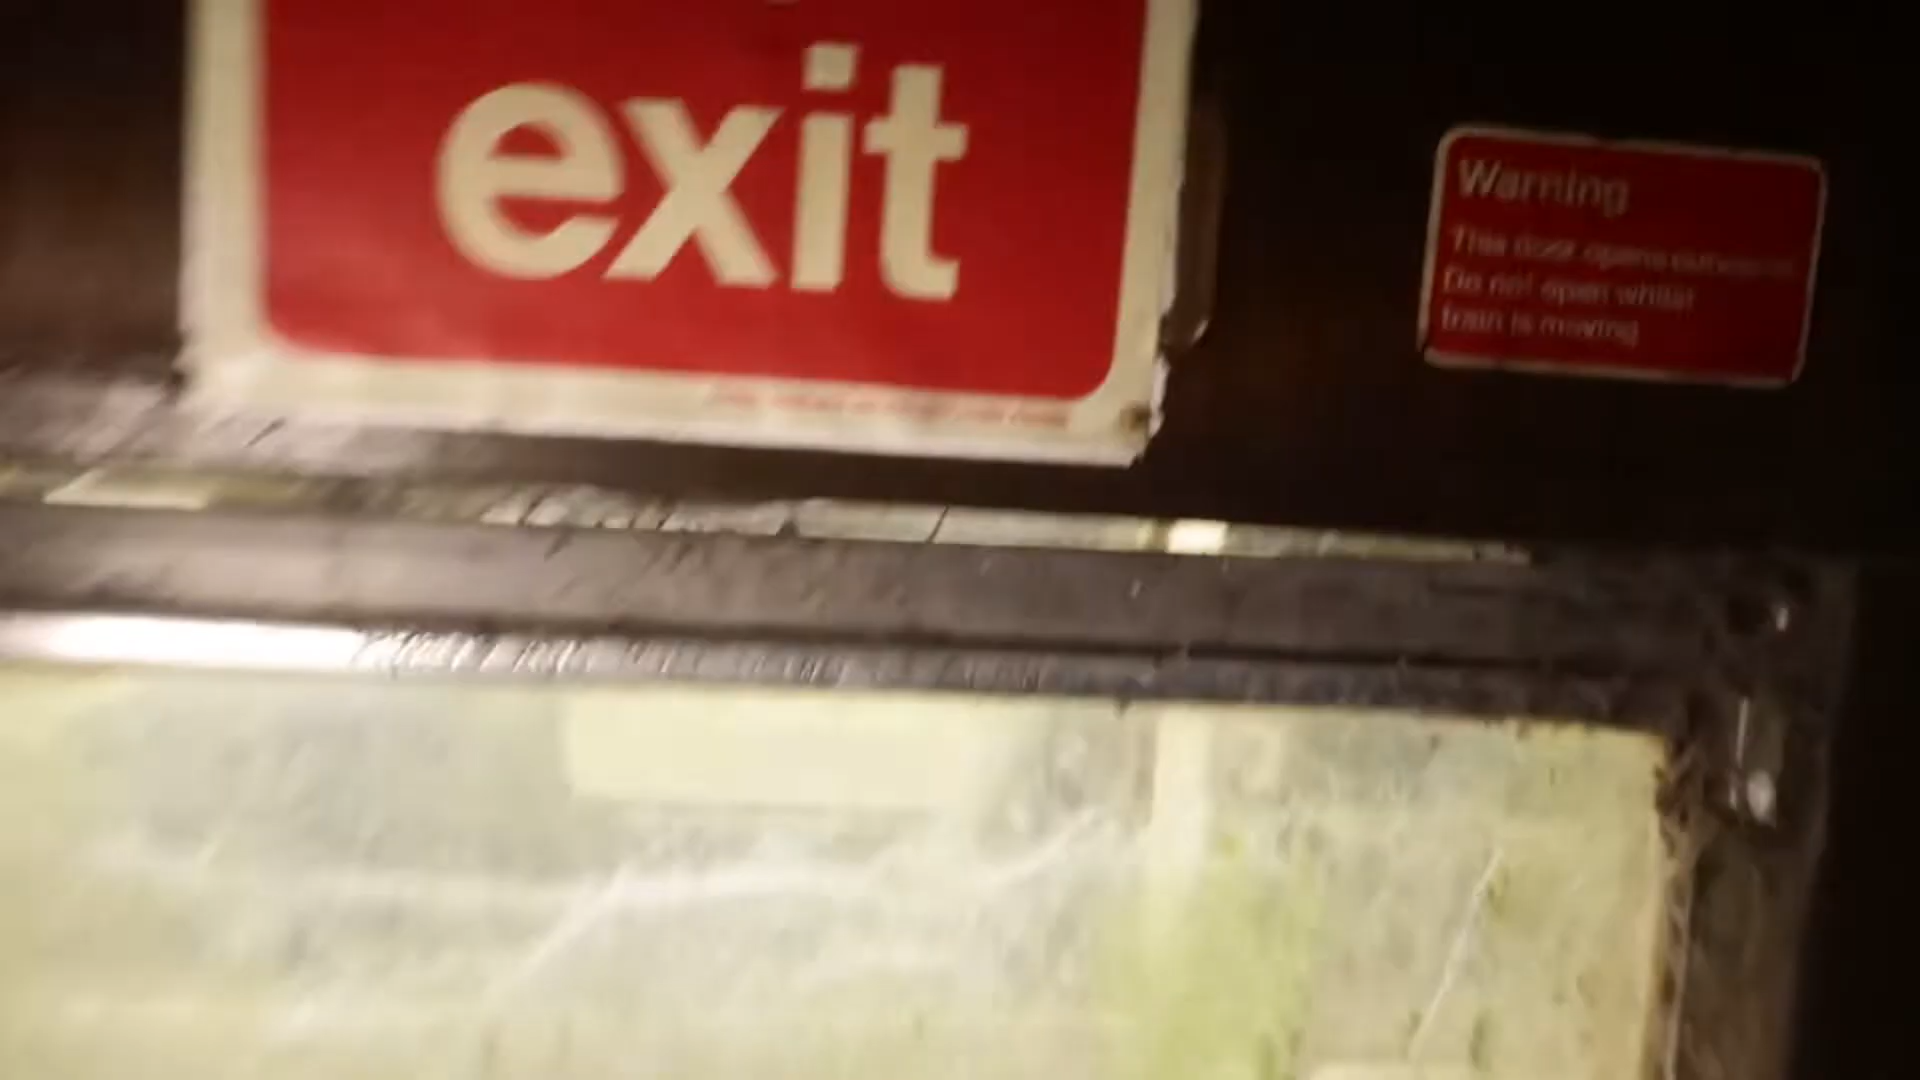 exit
Warning
This door opens outwards
Do not open whilst
train is moving